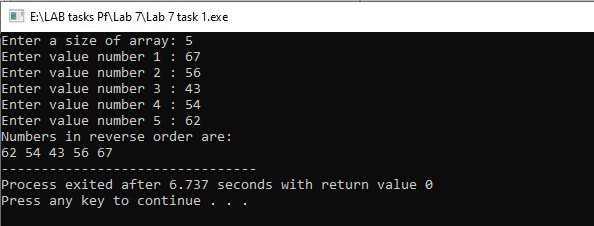 E:\LAB tasks Pf\Lab 7\Lab 7 task 1.exe
Enter a size of array: 5
Enter value number 1 : 67
Enter value number 2 : 56
Enter value number 3 : 43
Enter value number 4 : 54
Enter value number 5 : 62
Numbers in reverse order are:
62 54 43 56 67
--------------------------------
Process exited after 6.737 seconds with return value 0
Press any key to continue . . .